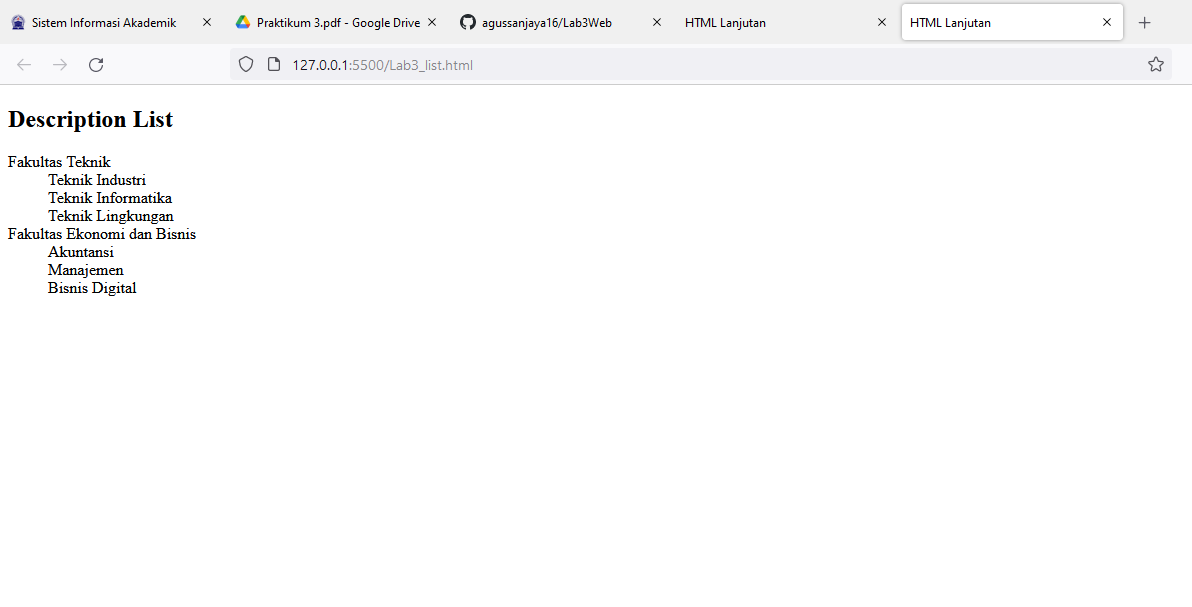 Sistem Informasi Akademik
Praktikum 3.pdf - Google Drive
agussanjaya16/Lab3Web
HTML Lanjutan
HTML Lanjutan
127.0.0.1:5500/Lab3_list.html
Description List
Fakultas Teknik
Teknik Industri
Teknik Informatika
Teknik Lingkungan
Fakultas Ekonomi dan Bisnis
Akuntansi
Manajemen
Bisnis Digital